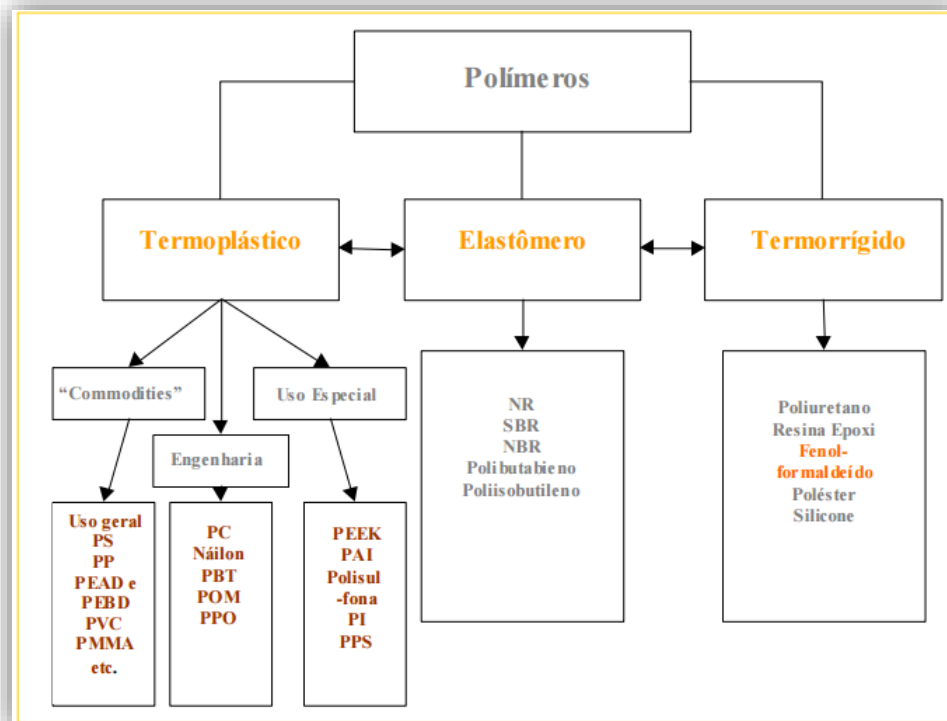 Polímeros
Termoplástico
Elastômero
Termorrígido
“Commodities”
Uso Especial
Engenharia
Uso geral
PS
PP
PEAD e
PEBD
PVC
PMMA
etc.
PC
Náilon
PBT
POM
PPO
PEEK
PAI
Polisul
-fona
PI
PPS
NR
SBR
NBR
Polibutabieno
Poliisobutileno
Poliuretano
Resina Epoxi
Fenol-
formaldeído
Poléster
Silicone